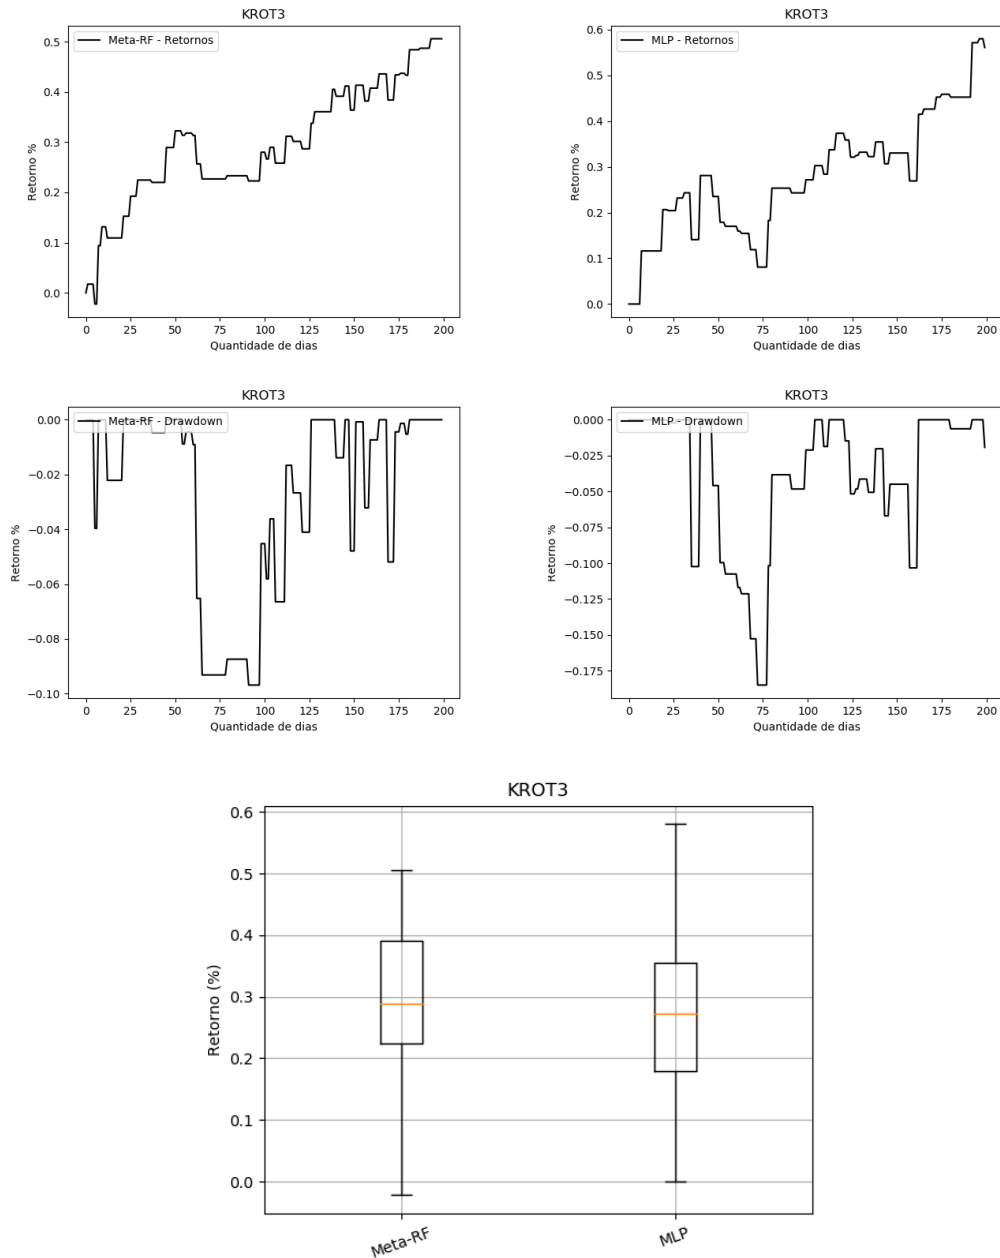 KROT3
Meta-RF - Retornos
0.5
0.4
0.3
0.2
0.1
0.0
Retorno %
0 25 50 75 100 125 150 175 200
Quantidade de dias
KROT3
MLP - Retornos
0.6
0.5
0.4
0.3
0.2
0.1
0.0
Retorno %
0 25 50 75 100 125 150 175 200
Quantidade de dias
KROT3
Meta-RF - Drawdown
0.00
−0.02
−0.04
−0.06
−0.08
−0.10
Retorno %
0 25 50 75 100 125 150 175 200
Quantidade de dias
KROT3
MLP - Drawdown
0.000
−0.025
−0.050
−0.075
−0.100
−0.125
−0.150
−0.175
Retorno %
0 25 50 75 100 125 150 175 200
Quantidade de dias
KROT3
0.6
0.5
0.4
0.3
0.2
0.1
0.0
Retorno (%)
Meta-RF
MLP